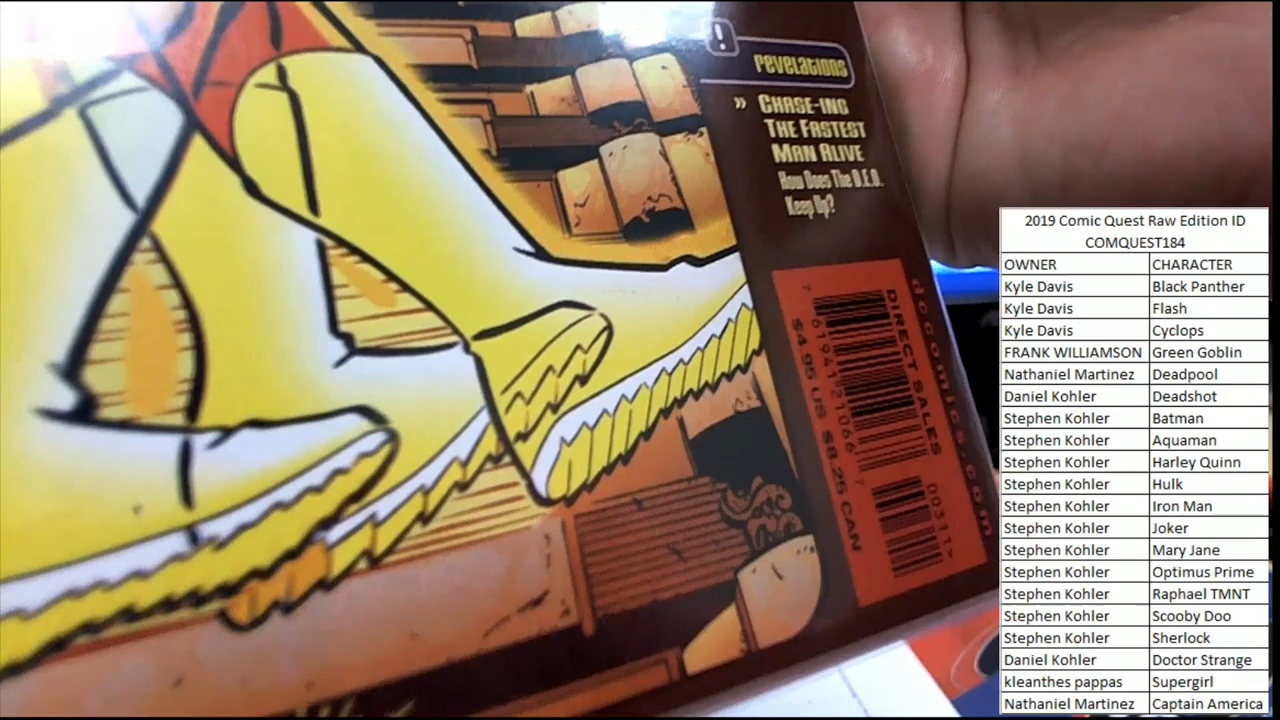 !
revelations
» CHASE-ING
THE FASTEST
MAN ALIVE
How Does The D.E.O.
Keep Up?
DIRECT SALES
7 61941 21066 7
00311
$4.95 US $8.25 CAN
dccomics.com
2019 Comic Quest Raw Edition ID
COMQUEST184
OWNER CHARACTER
Kyle Davis Black Panther
Kyle Davis Flash
Kyle Davis Cyclops
FRANK WILLIAMSON Green Goblin
Nathaniel Martinez Deadpool
Daniel Kohler Deadshot
Stephen Kohler Batman
Stephen Kohler Aquaman
Stephen Kohler Harley Quinn
Stephen Kohler Hulk
Stephen Kohler Iron Man
Stephen Kohler Joker
Stephen Kohler Mary Jane
Stephen Kohler Optimus Prime
Stephen Kohler Raphael TMNT
Stephen Kohler Scooby Doo
Stephen Kohler Sherlock
Daniel Kohler Doctor Strange
kleanthes pappas Supergirl
Nathaniel Martinez Captain America